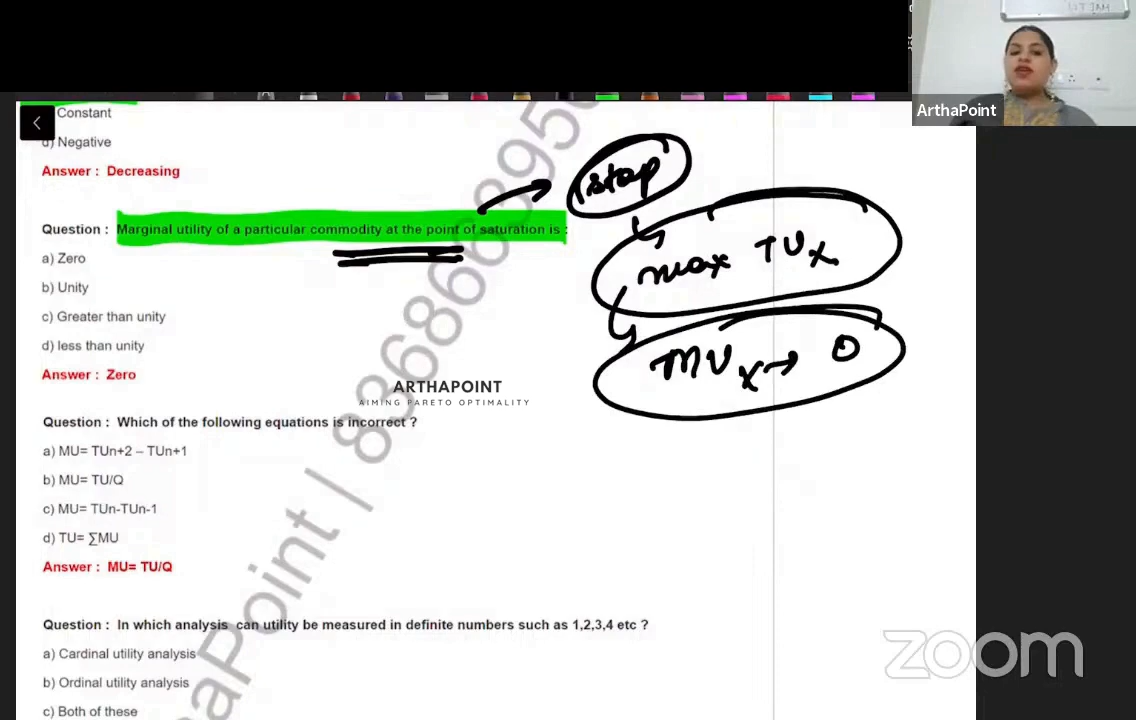 ArthaPoint
Constant
d) Negative
Answer : Decreasing
stop
Question : Marginal utility of a particular commodity at the point of saturation is :
a) Zero
max TUx
b) Unity
c) Greater than unity
d) less than unity
MUx → 0
Answer : Zero
ARTHAPOINT
AIMING PARETO OPTIMALITY
Question : Which of the following equations is incorrect ?
a) MU= TUn+2 – TUn+1
b) MU= TU/Q
c) MU= TUn-TUn-1
d) TU= ∑MU
Answer : MU= TU/Q
Question : In which analysis can utility be measured in definite numbers such as 1,2,3,4 etc ?
a) Cardinal utility analysis
b) Ordinal utility analysis
c) Both of these
zoom